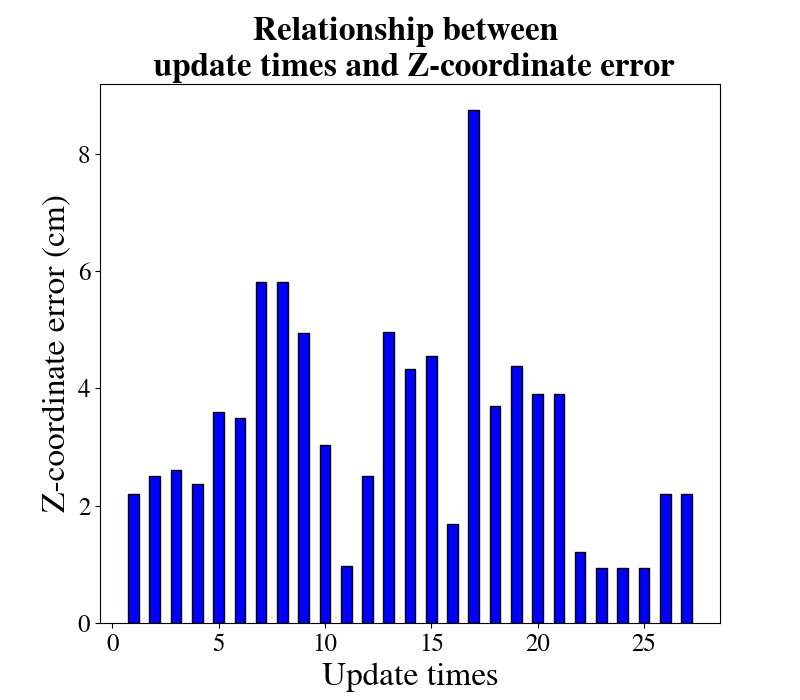 Relationship between
update times and Z-coordinate error
Z-coordinate error (cm)
8
6
4
2
0
0 5 10 15 20 25
Update times